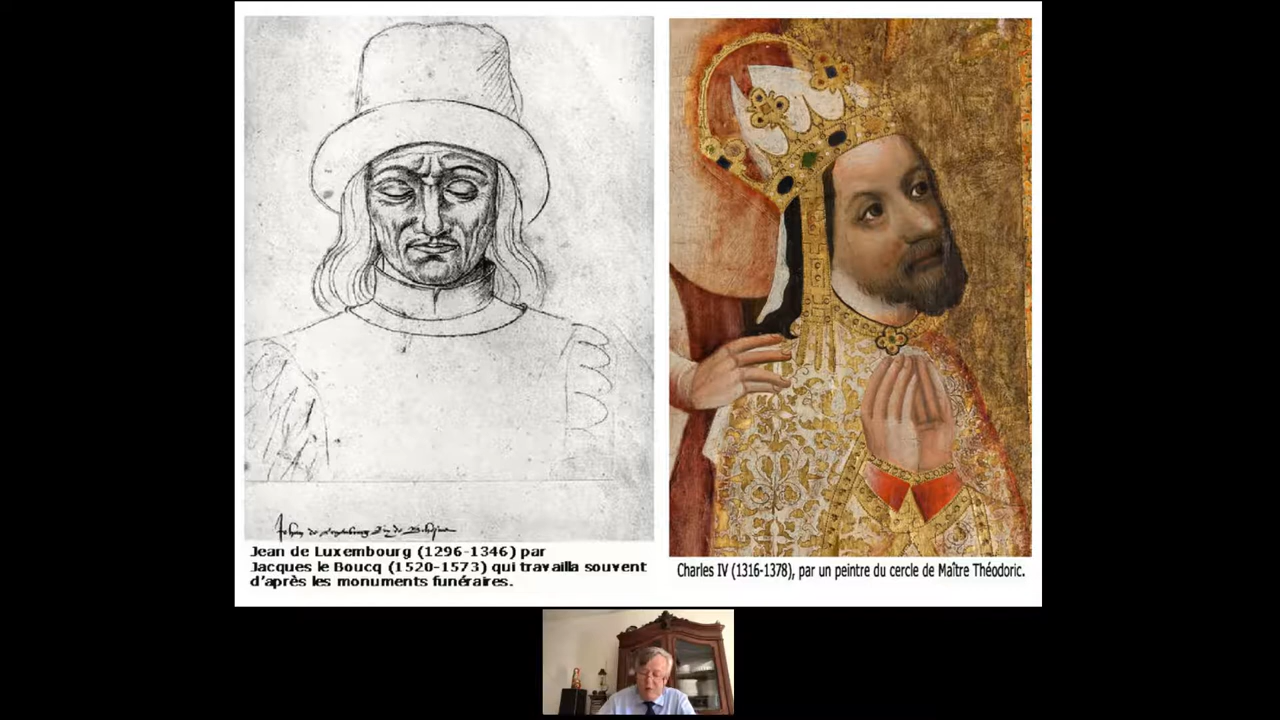 Jean de Luxembourg (1296-1346) par
Jacques le Boucq (1520-1573) qui travailla souvent
d'après les monuments funéraires.
Charles IV (1316-1378), par un peintre du cercle de Maître Théodoric.